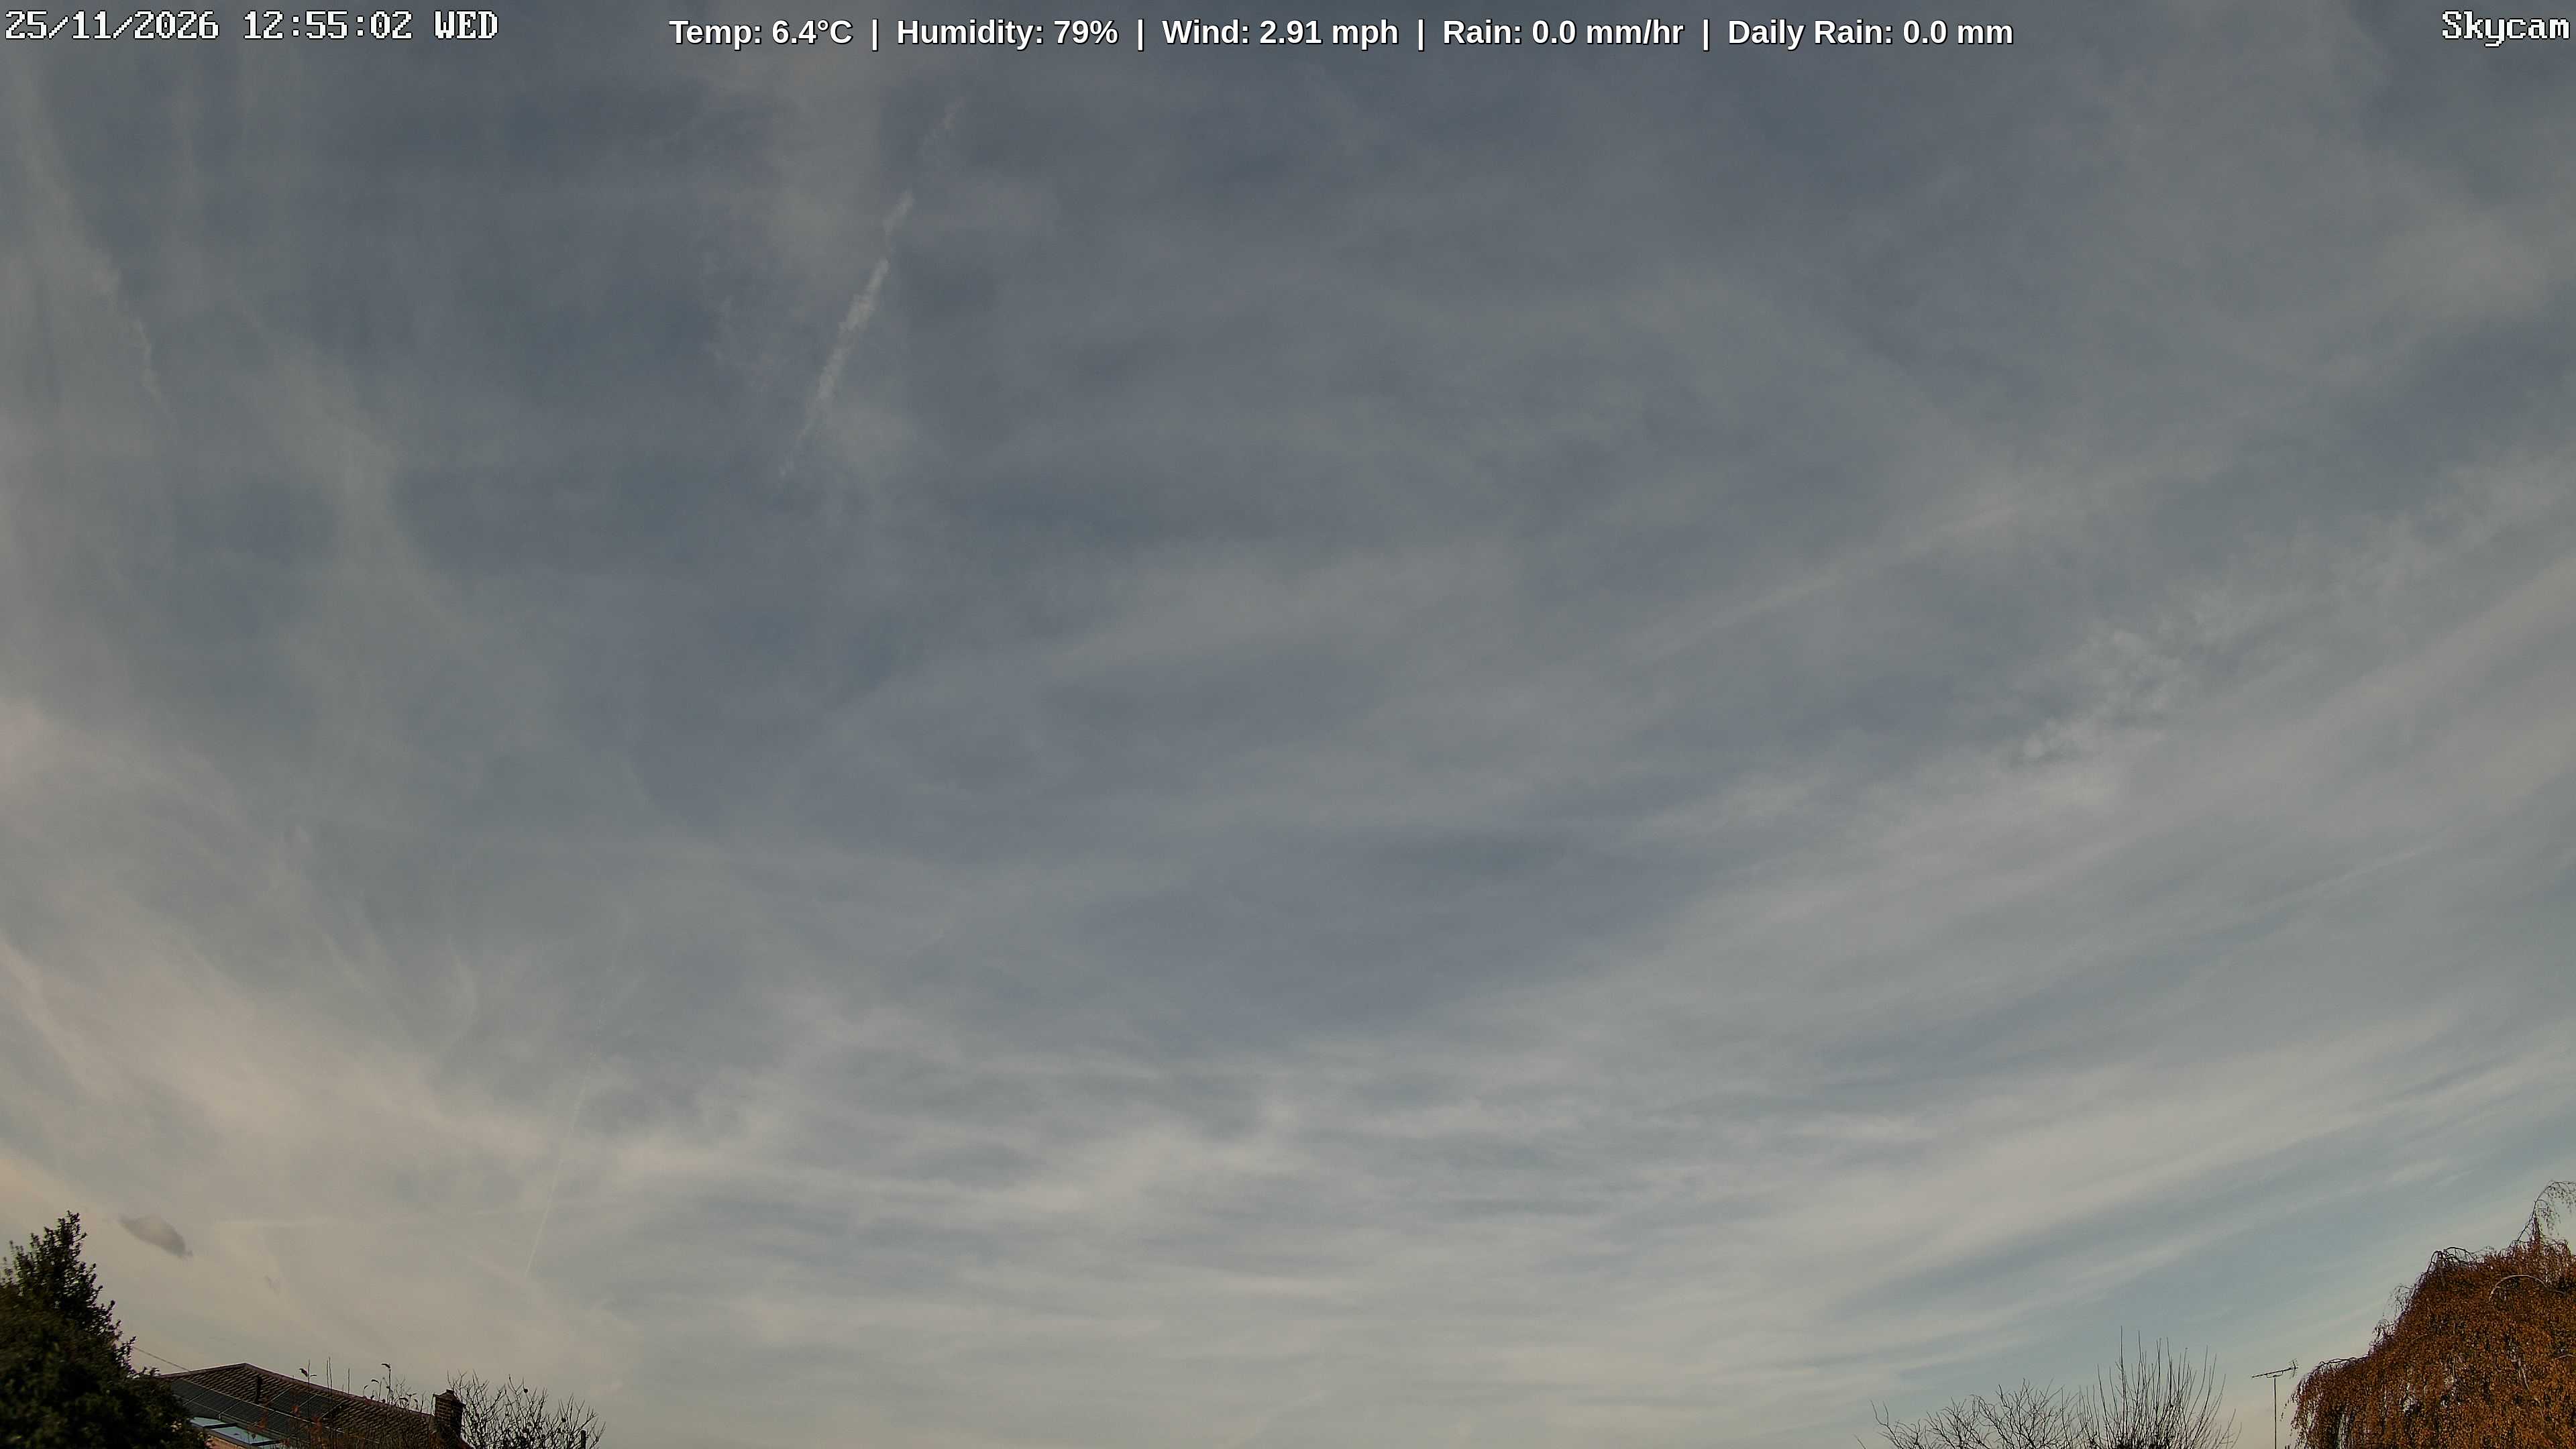 25/11/2026 12:55:02 WED
Temp: 6.4°C | Humidity: 79% | Wind: 2.91 mph | Rain: 0.0 mm/hr | Daily Rain: 0.0 mm
Skycam